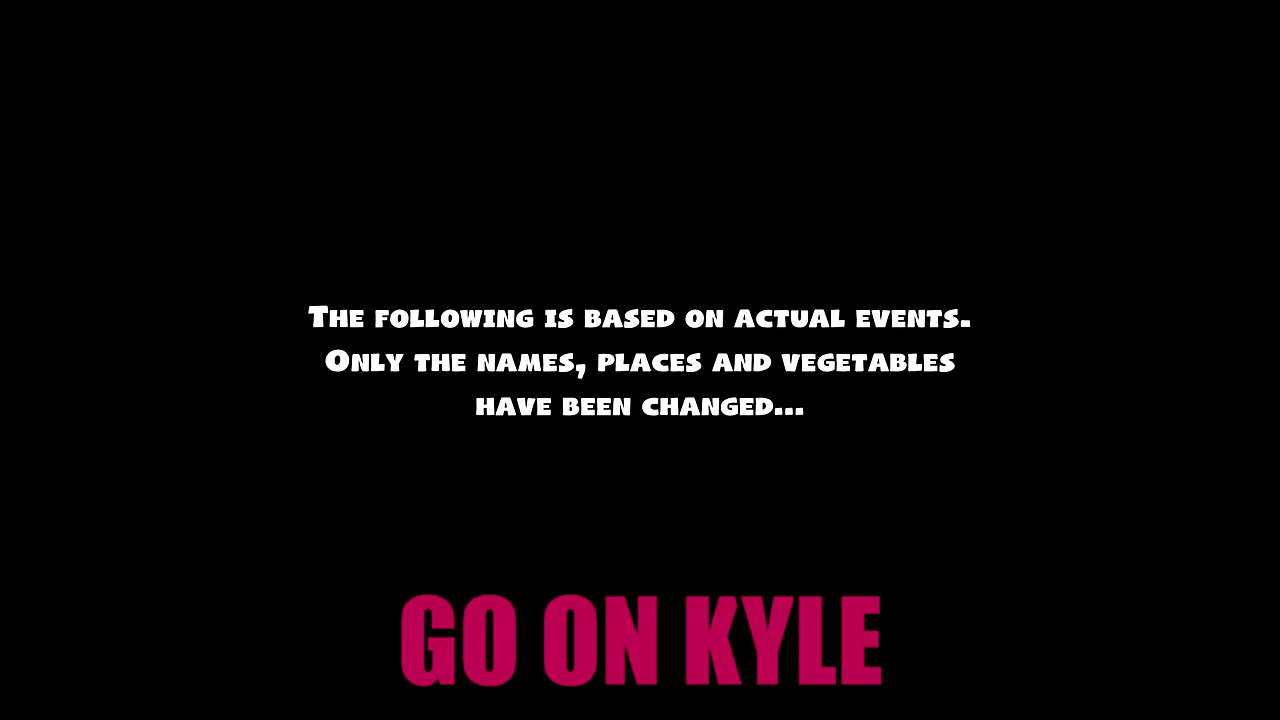 The following is based on actual events.
Only the names, places and vegetables
have been changed...
GO ON KYLE